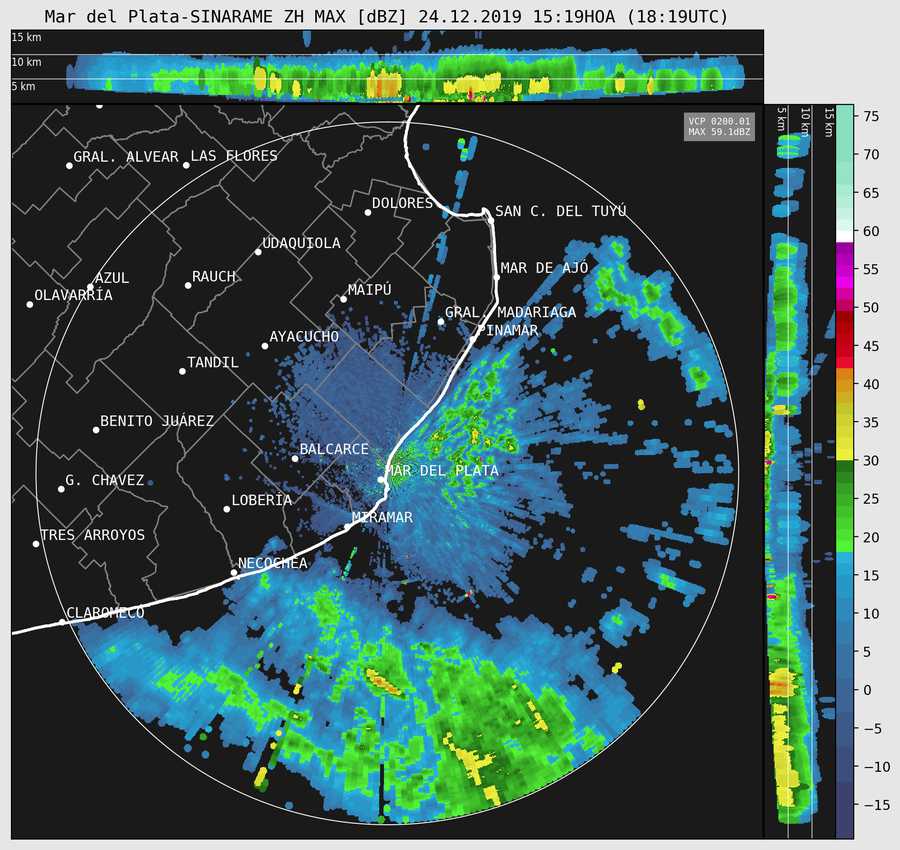 Mar del Plata-SINARAME ZH MAX [dBZ] 24.12.2019 15:19HOA (18:19UTC)
15 km
10 km
5 km
5 km
10 km
15 km
VCP 0200.01
MAX 59.1dBZ
GRAL. ALVEAR
LAS FLORES
DOLORES
SAN C. DEL TUYÚ
UDAQUIOLA
MAR DE AJÓ
AZUL
RAUCH
OLAVARRÍA
MAIPÚ
GRAL. MADARIAGA
PINAMAR
AYACUCHO
TANDIL
BENITO JUÁREZ
BALCARCE
MAR DEL PLATA
G. CHAVEZ
LOBERÍA
MIRAMAR
TRES ARROYOS
NECOCHEA
CLAROMECO
75
70
65
60
55
50
45
40
35
30
25
20
15
10
5
0
−5
−10
−15